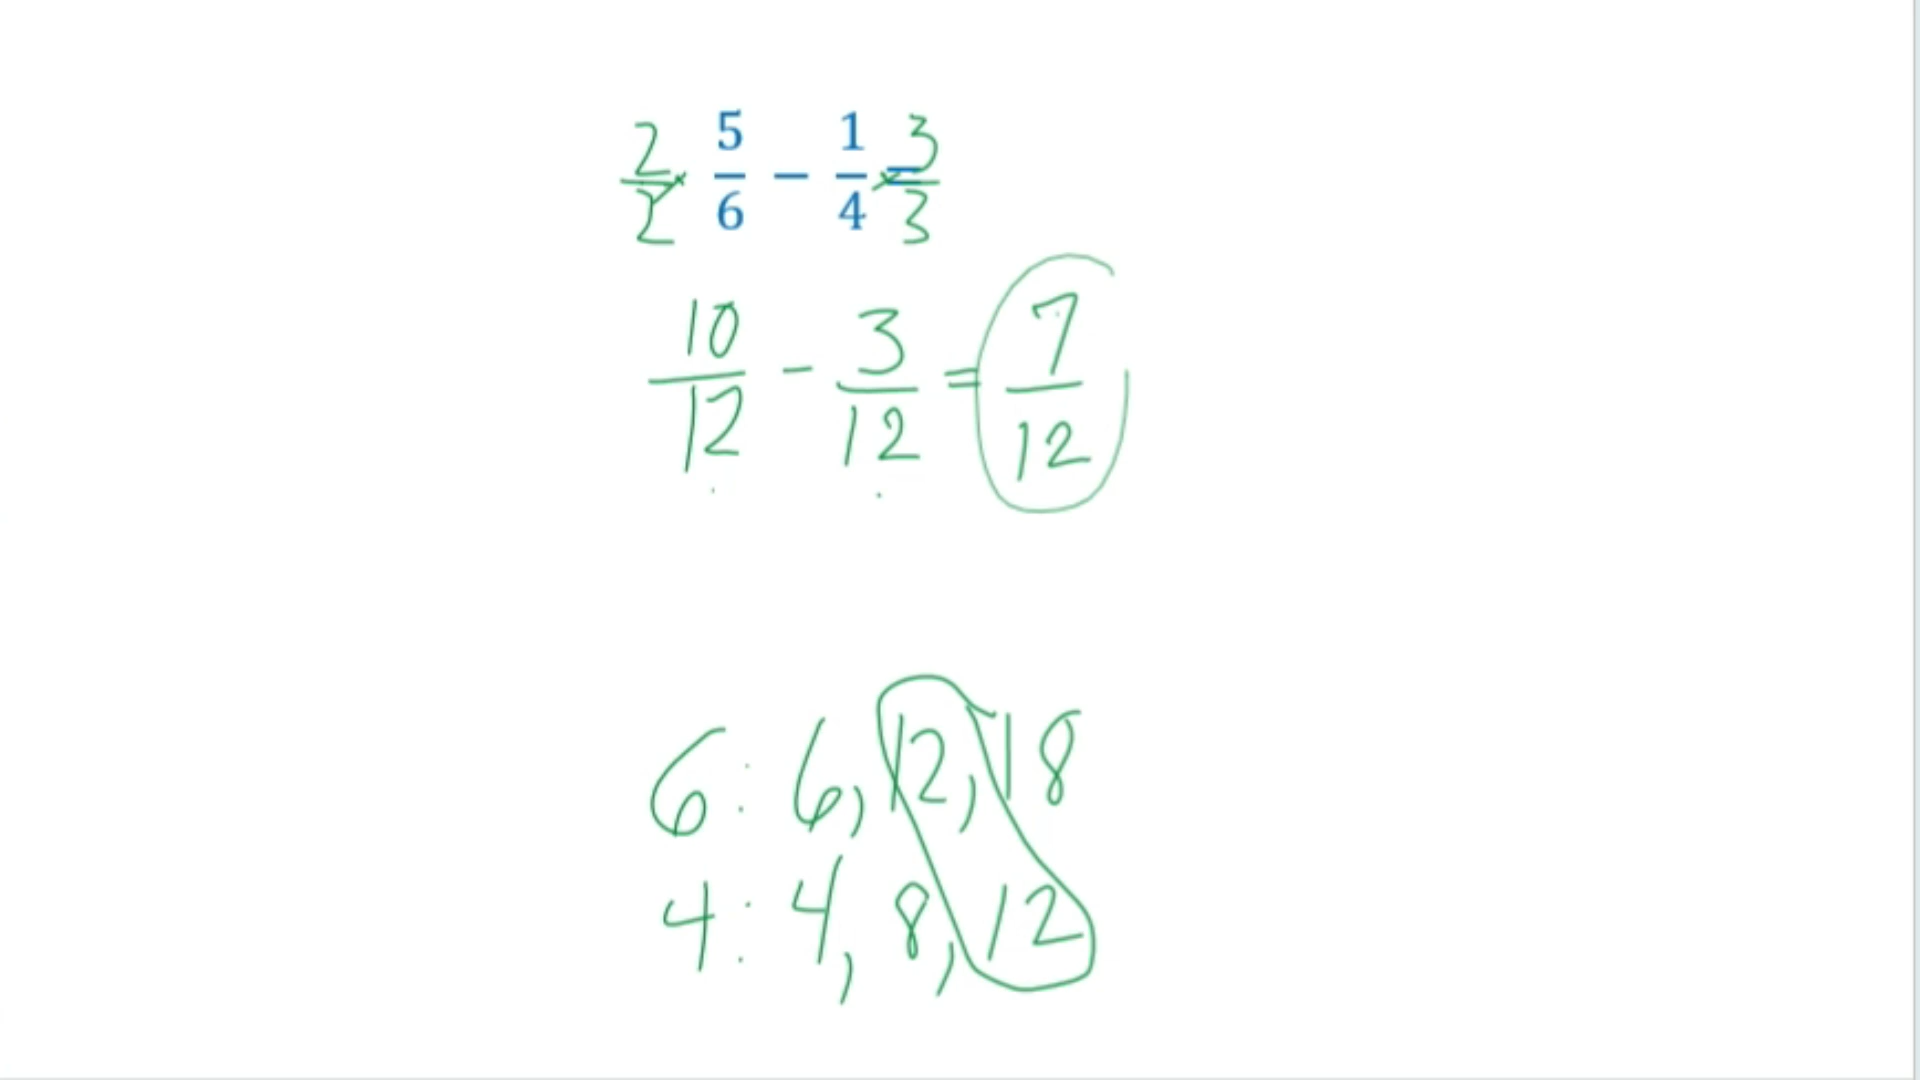 2/2 × 5/6 − 1/4 × 3/3 =
10/12 - 3/12 = 7/12
6: 6, 12, 18
4: 4, 8, 12